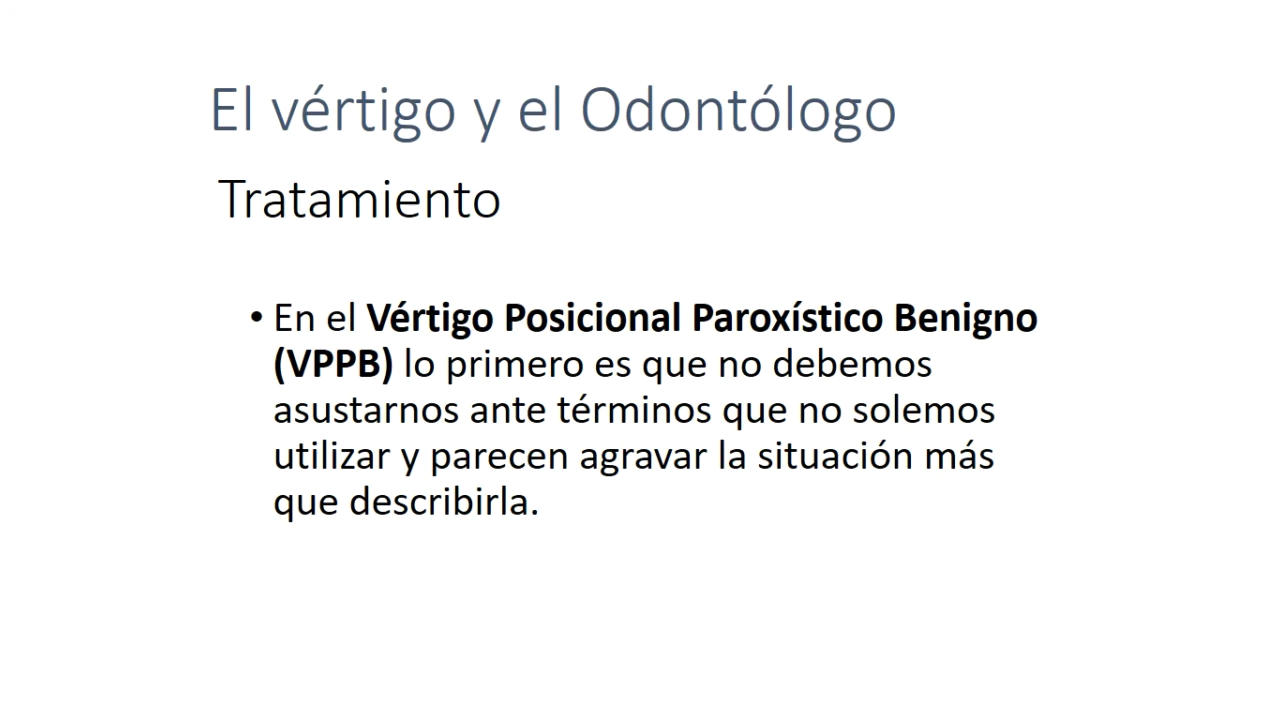 El vértigo y el Odontólogo
Tratamiento
• En el Vértigo Posicional Paroxístico Benigno
(VPPB) lo primero es que no debemos
asustarnos ante términos que no solemos
utilizar y parecen agravar la situación más
que describirla.